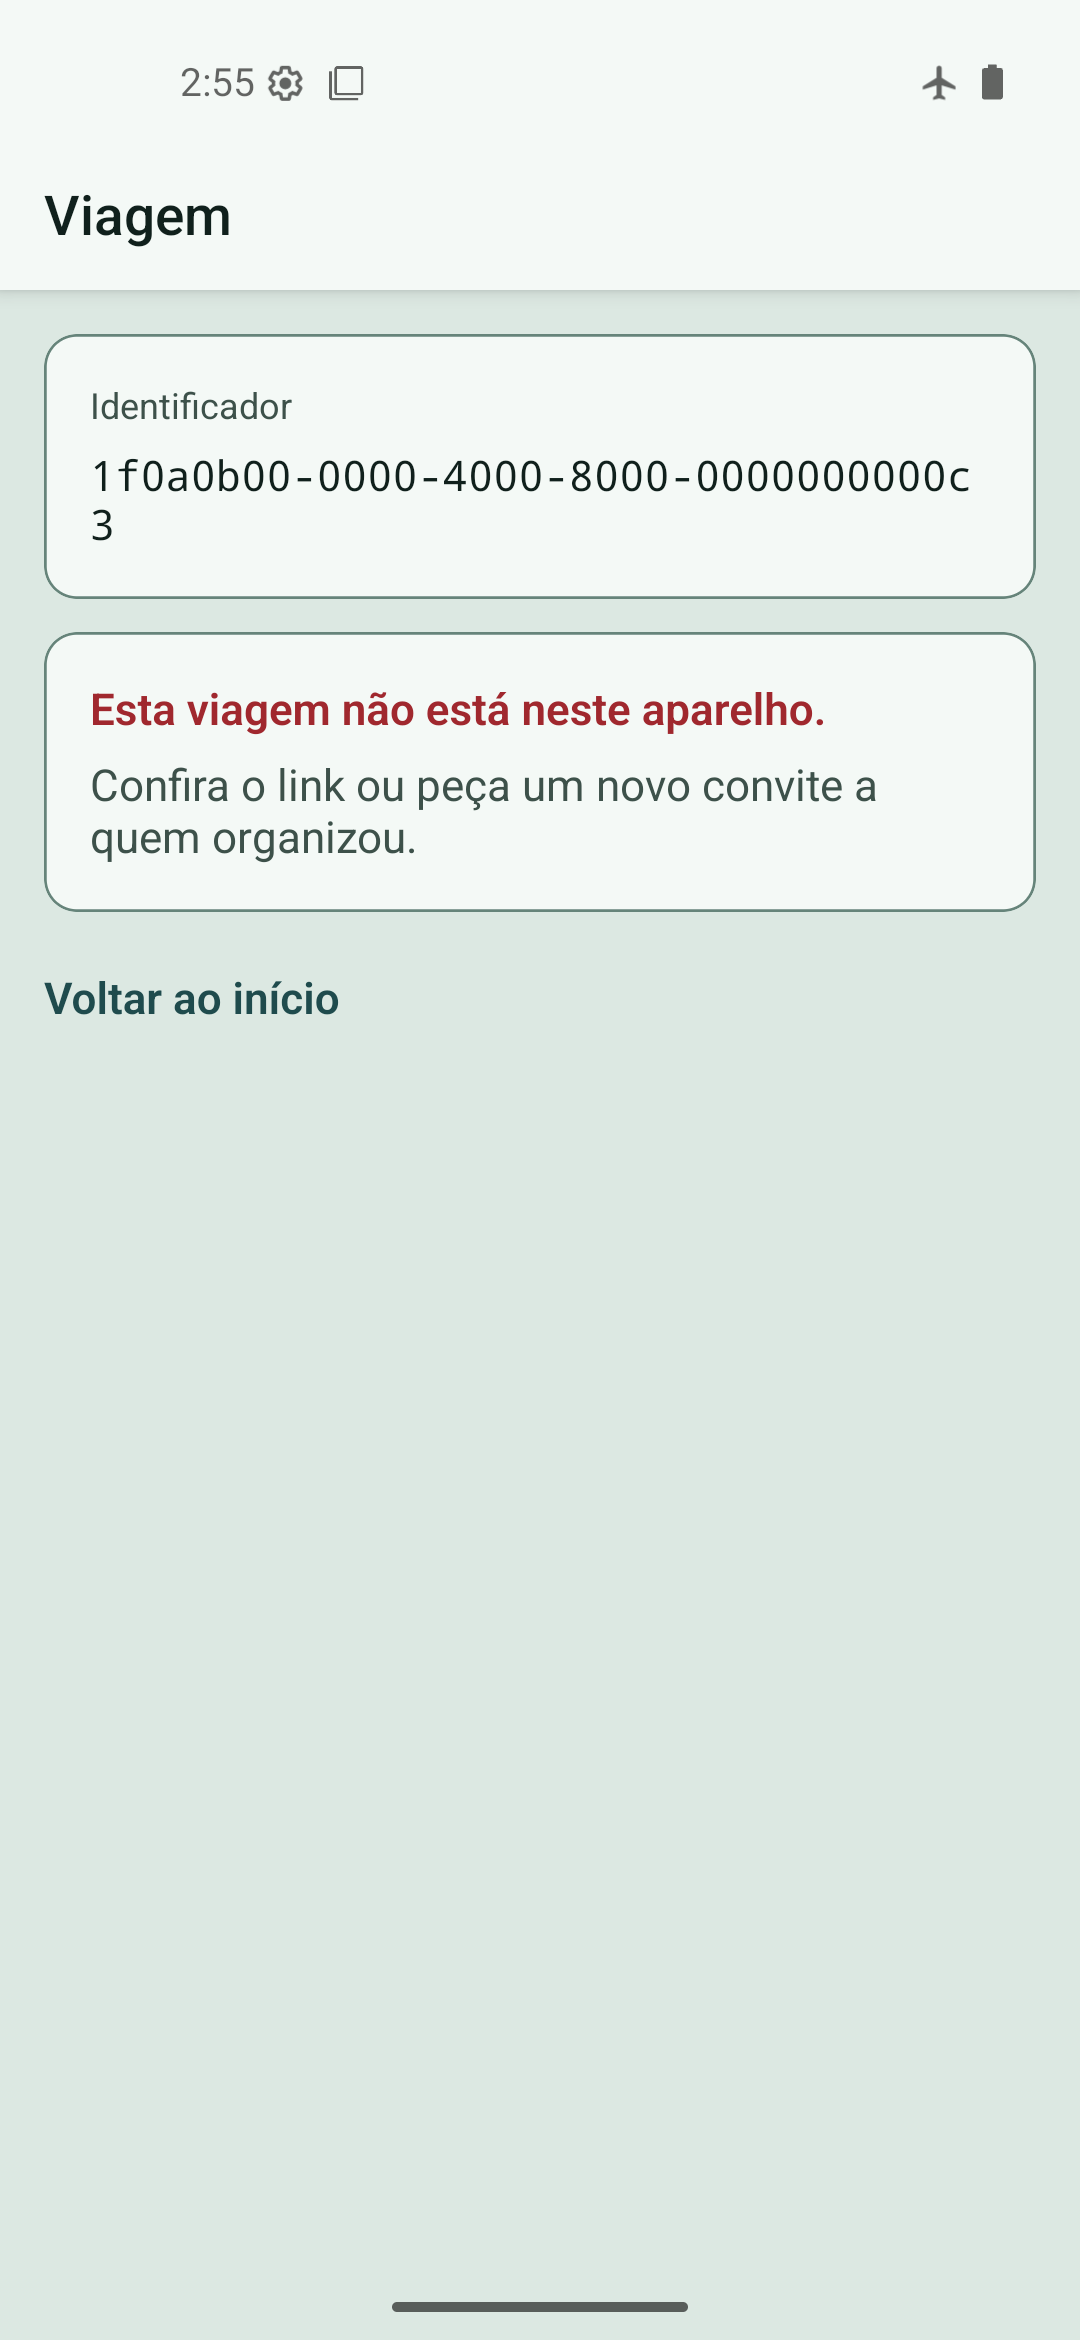 2:55
Viagem
Identificador
1f0a0b00-0000-4000-8000-0000000000c
3
Esta viagem não está neste aparelho.
Confira o link ou peça um novo convite a
quem organizou.
Voltar ao início